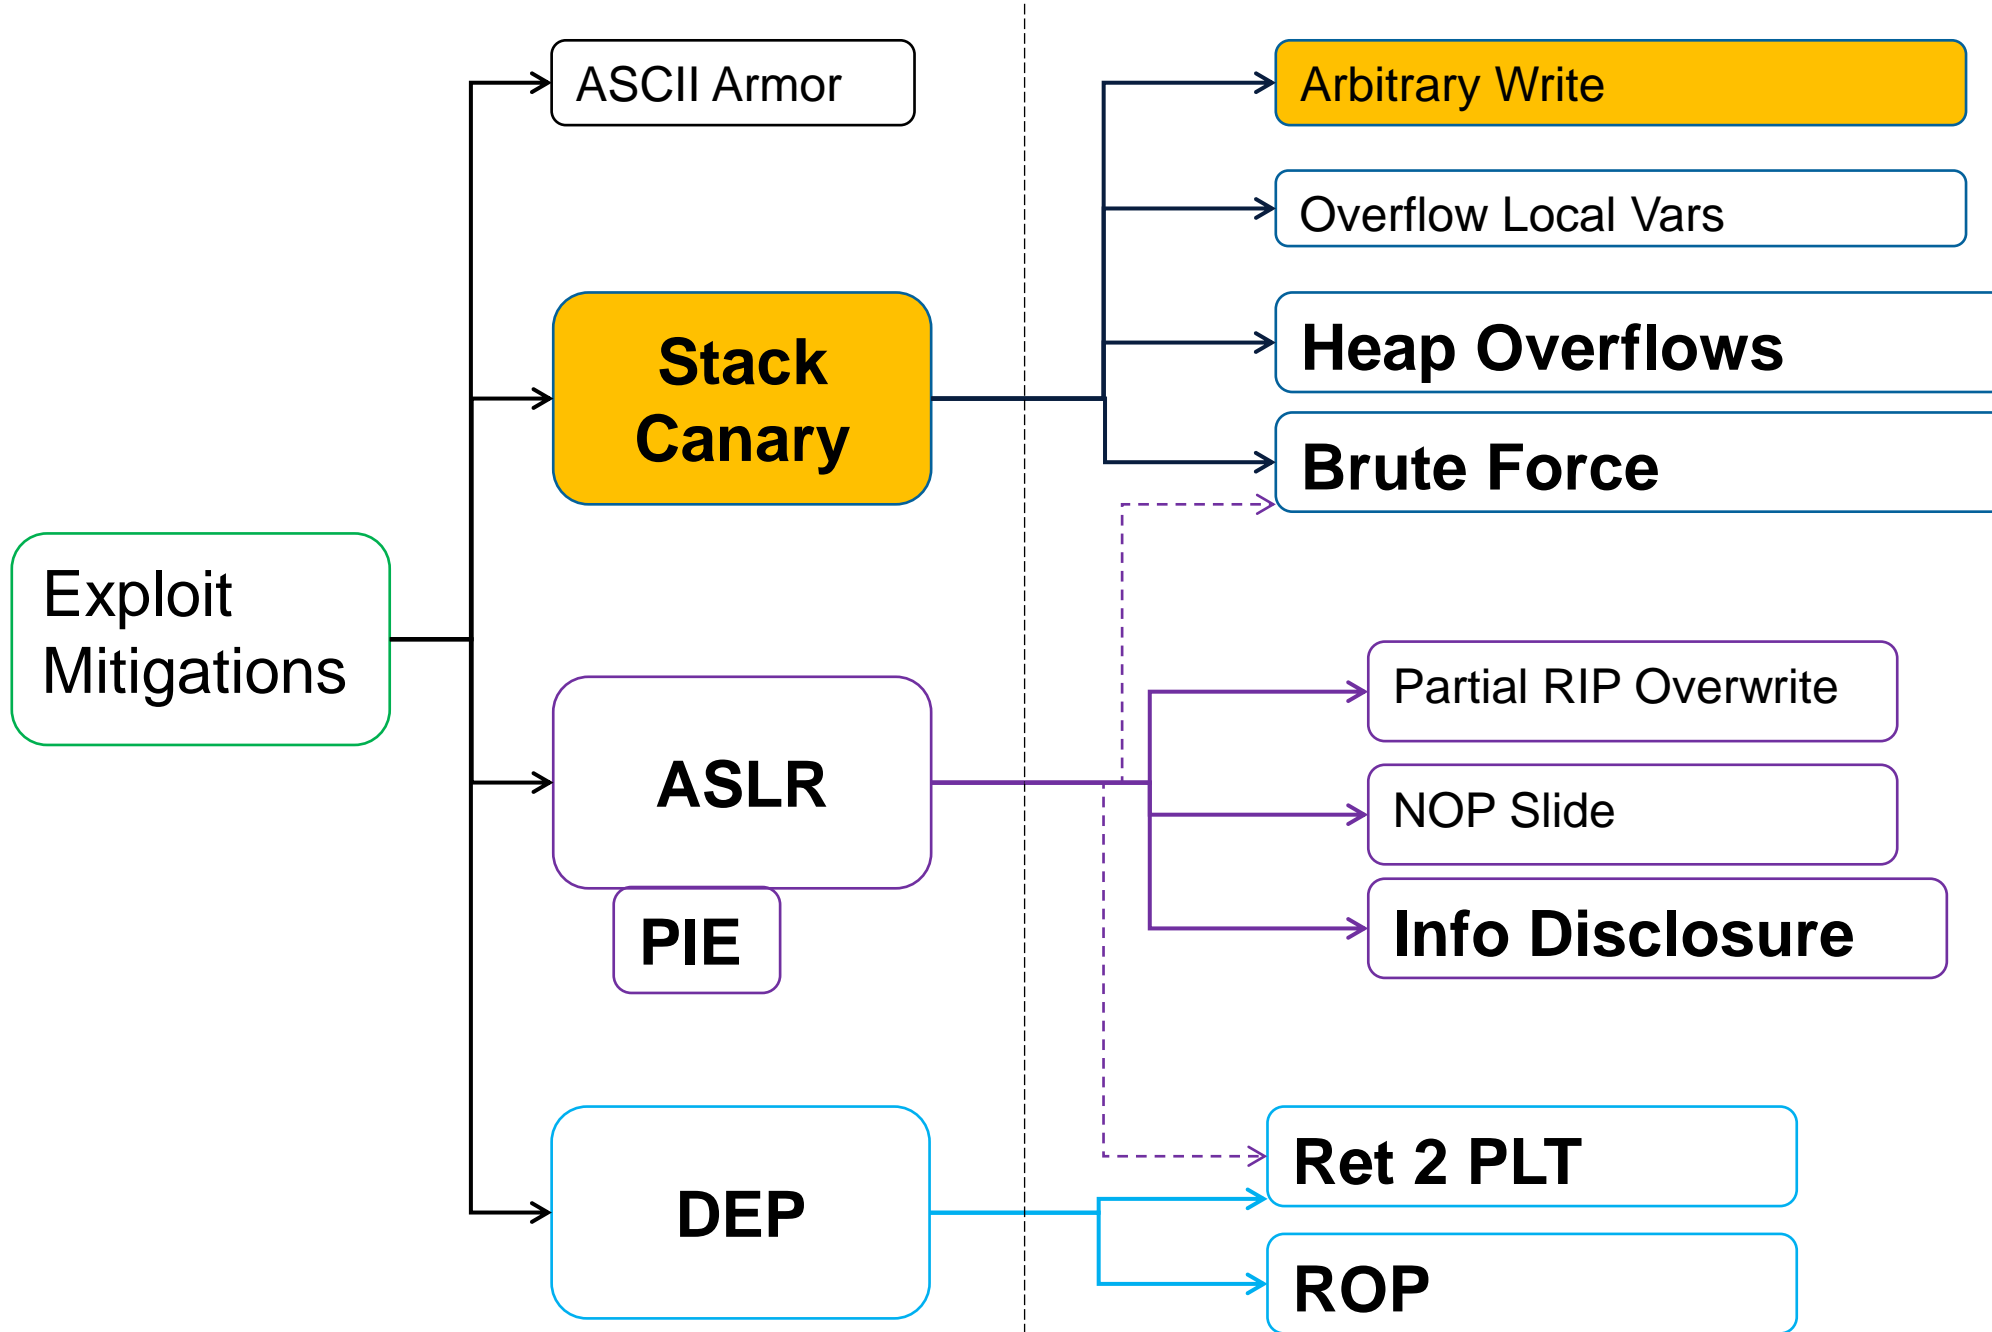 ASCII Armor
Arbitrary Write
Overflow Local Vars
Stack
Canary
Heap Overflows
Brute Force
Exploit
Mitigations
Partial RIP Overwrite
ASLR
NOP Slide
PIE
Info Disclosure
Ret 2 PLT
DEP
ROP